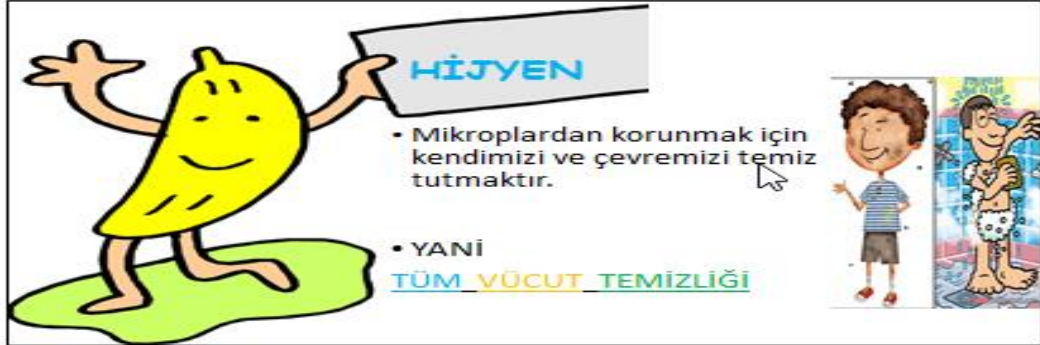 HİJYEN
• Mikroplardan korunmak için
kendimizi ve çevremizi temiz
tutmaktır.
• YANİ
TÜM VÜCUT TEMİZLİĞİ